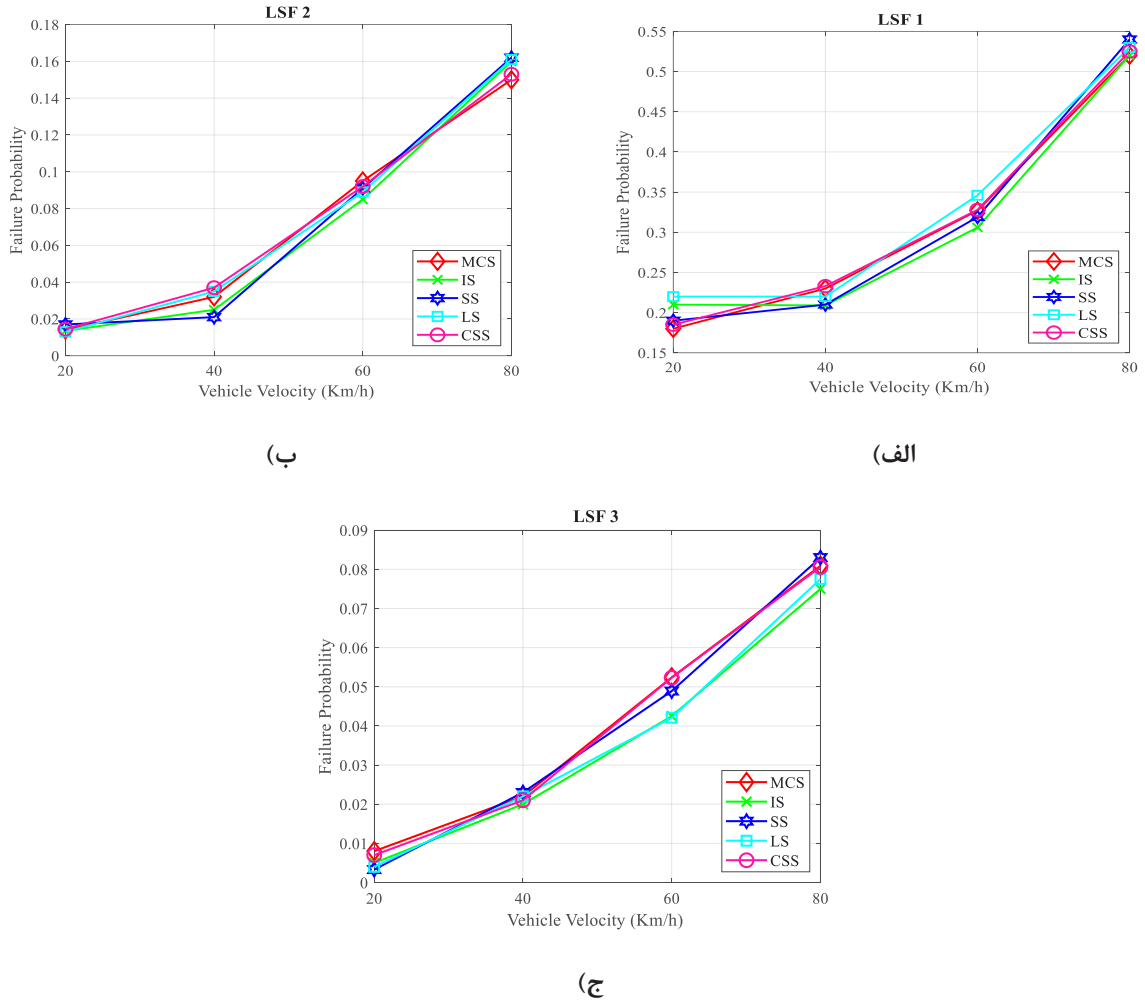 LSF 2
0.18
0.16
0.14
0.12
0.1
0.08
0.06
0.04
0.02
0
Failure Probability
20
40
60
80
Vehicle Velocity (Km/h)
MCS
IS
SS
LS
CSS
ب)
LSF 1
0.55
0.5
0.45
0.4
0.35
0.3
0.25
0.2
0.15
Failure Probability
20
40
60
80
Vehicle Velocity (Km/h)
MCS
IS
SS
LS
CSS
الف)
LSF 3
0.09
0.08
0.07
0.06
0.05
0.04
0.03
0.02
0.01
0
Failure Probability
20
40
60
80
Vehicle Velocity (Km/h)
MCS
IS
SS
LS
CSS
ج)